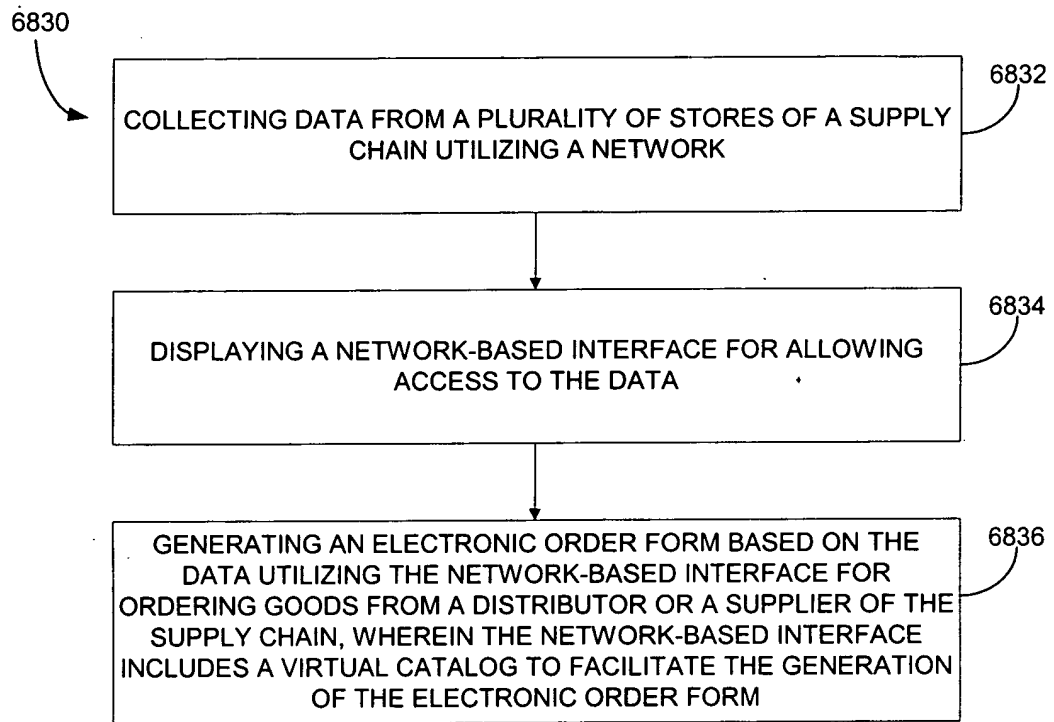 6830
6832
COLLECTING DATA FROM A PLURALITY OF STORES OF A SUPPLY
CHAIN UTILIZING A NETWORK
6834
DISPLAYING A NETWORK-BASED INTERFACE FOR ALLOWING
ACCESS TO THE DATA
6836
GENERATING AN ELECTRONIC ORDER FORM BASED ON THE
DATA UTILIZING THE NETWORK-BASED INTERFACE FOR
ORDERING GOODS FROM A DISTRIBUTOR OR A SUPPLIER OF THE
SUPPLY CHAIN, WHEREIN THE NETWORK-BASED INTERFACE
INCLUDES A VIRTUAL CATALOG TO FACILITATE THE GENERATION
OF THE ELECTRONIC ORDER FORM